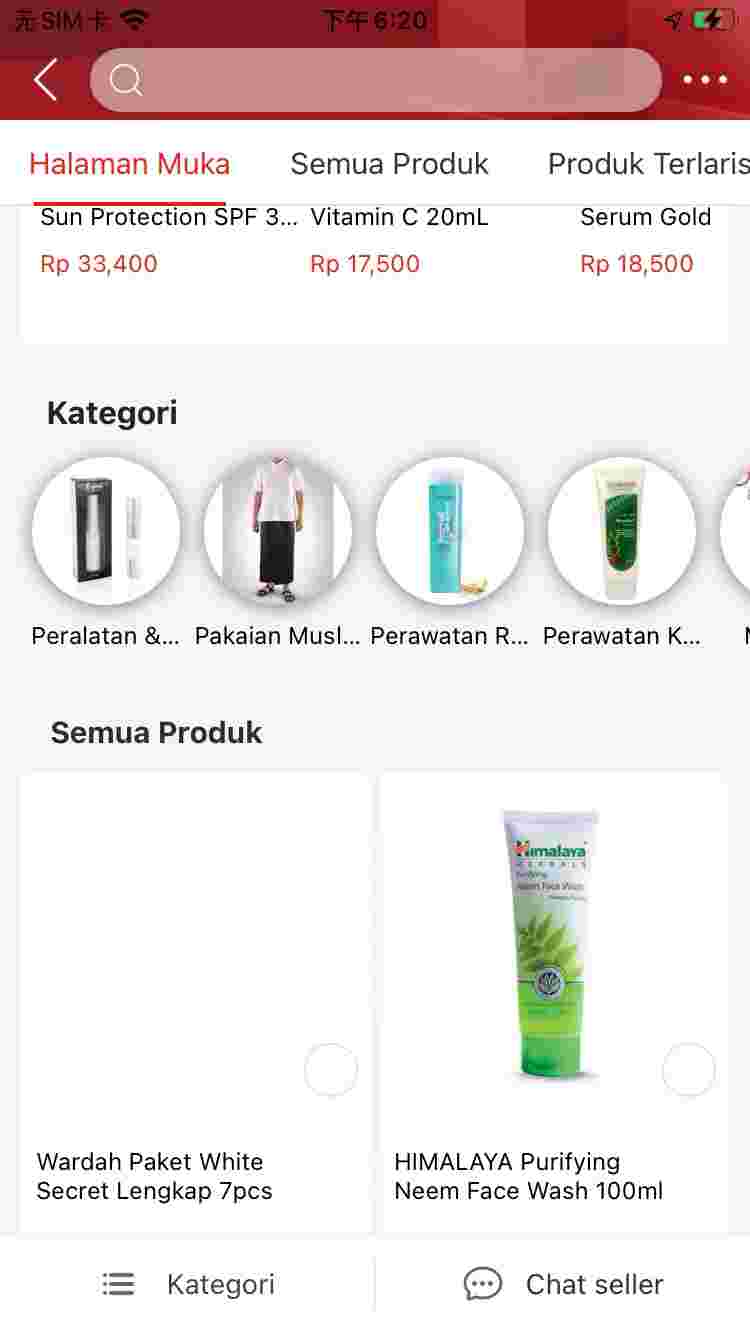 无SIM卡
下午6:20
Halaman Muka
Semua Produk
Produk Terlaris
Sun Protection SPF 3...
Vitamin C 20mL
Serum Gold
Rp 33,400
Rp 17,500
Rp 18,500
Kategori
Peralatan &...
Pakaian Musl...
Perawatan R...
Perawatan K...
Semua Produk
Himalaya
HERBALS
Purifying
Neem Face Wash
Wardah Paket White
Secret Lengkap 7pcs
HIMALAYA Purifying
Neem Face Wash 100ml
Kategori
Chat seller